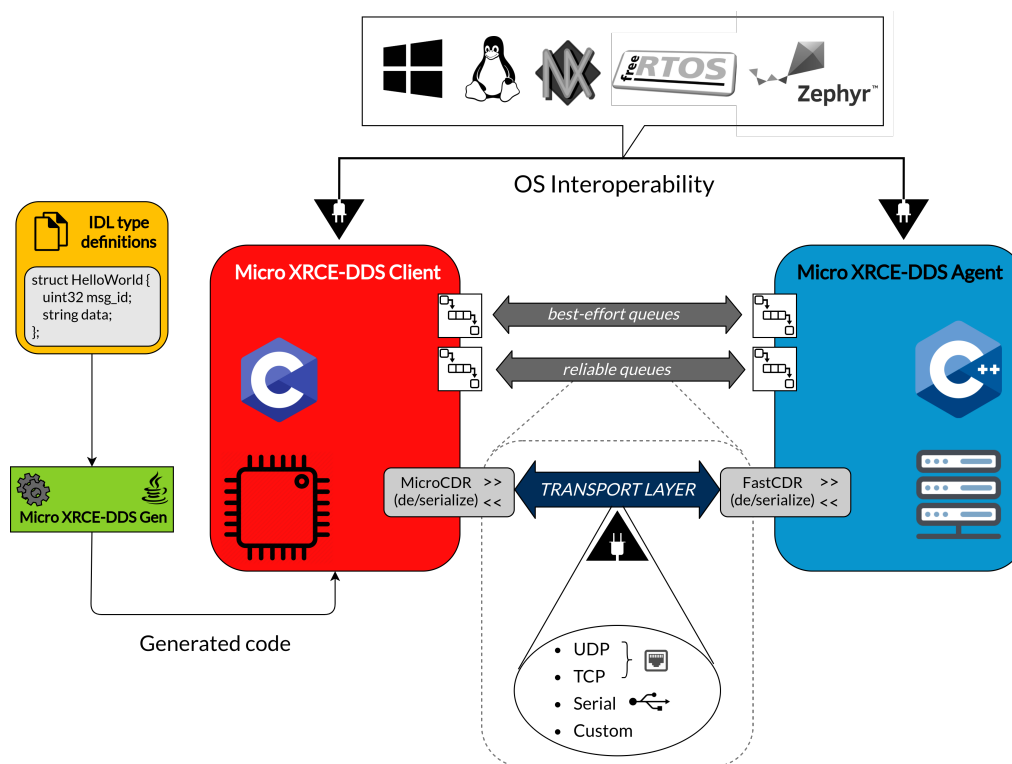 NX
free RTOS
Zephyr™
OS Interoperability
IDL type
definitions
struct HelloWorld {
uint32 msg_id;
string data;
};
Micro XRCE-DDS Gen
Generated code
Micro XRCE-DDS Client
C
Micro XRCE-DDS Agent
C++
best-effort queues
reliable queues
MicroCDR >>
(de/serialize) <<
TRANSPORT LAYER
FastCDR >>
(de/serialize) <<
• UDP
• TCP
• Serial
• Custom